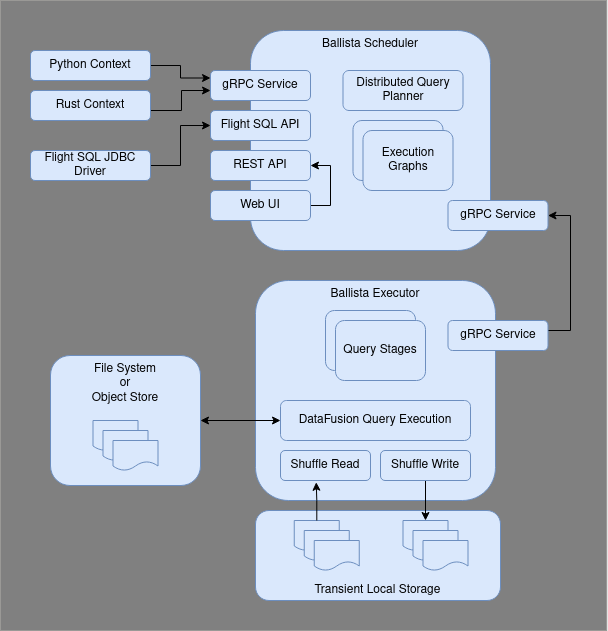 Ballista Scheduler
Python Context
gRPC Service
Distributed Query
Planner
Rust Context
Flight SQL API
Flight SQL JDBC
Driver
REST API
Execution
Graphs
Web UI
gRPC Service
Ballista Executor
Query Stages
gRPC Service
File System
or
Object Store
DataFusion Query Execution
Shuffle Read
Shuffle Write
Transient Local Storage